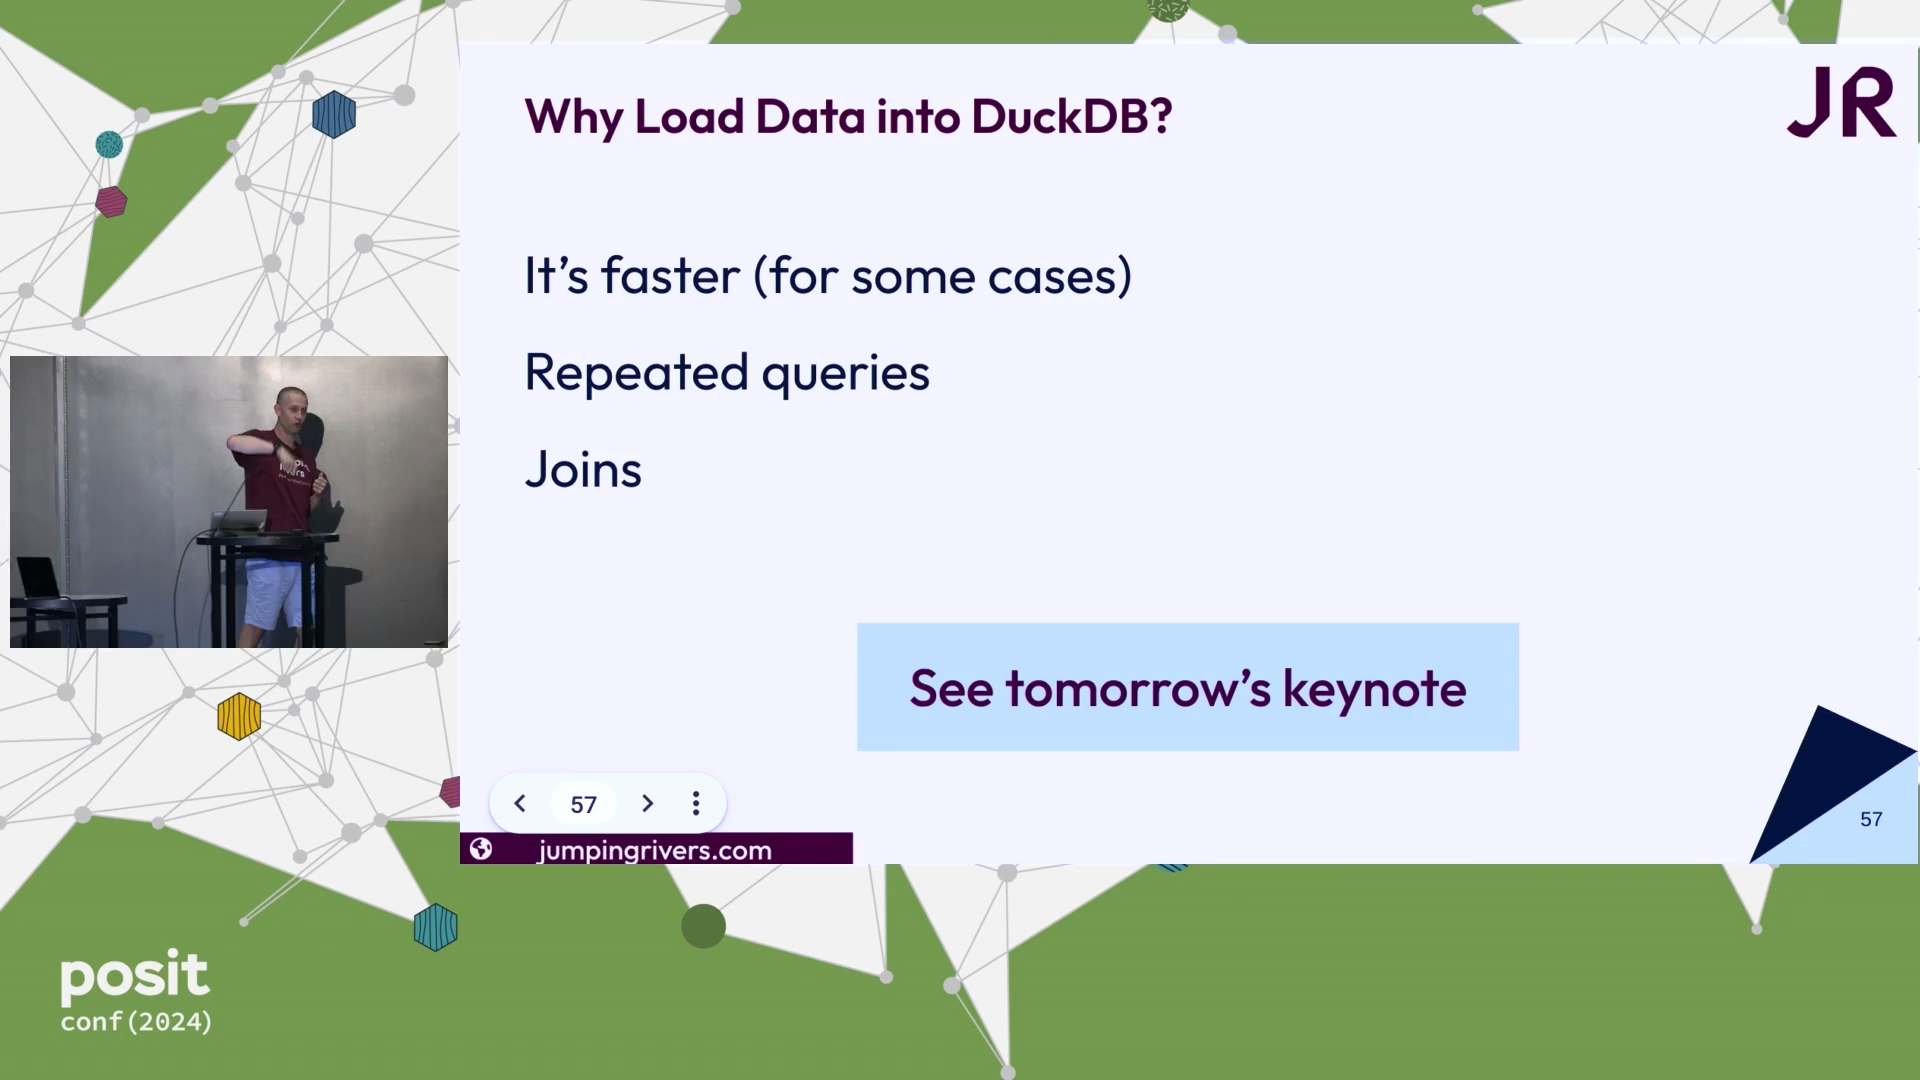 Why Load Data into DuckDB?
JR
It's faster (for some cases)
Repeated queries
Joins
See tomorrow's keynote
57
57
jumpingrivers.com
posit
conf(2024)